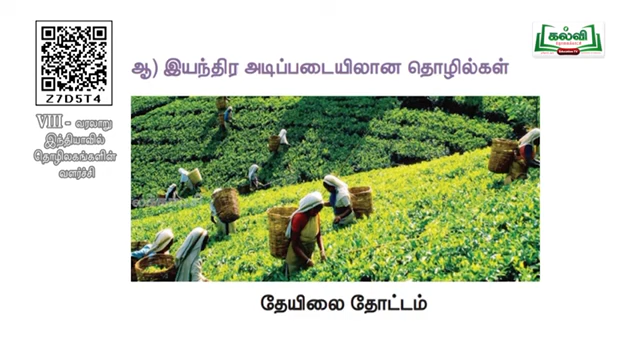 ஆ) இயந்திர அடிப்படையிலான தொழில்கள்
Z7D5T4
VIII - வரலாறு
இந்தியாவில்
தொழிலகங்களின்
வளர்ச்சி
கல்வி
தேயிலை தோட்டம்